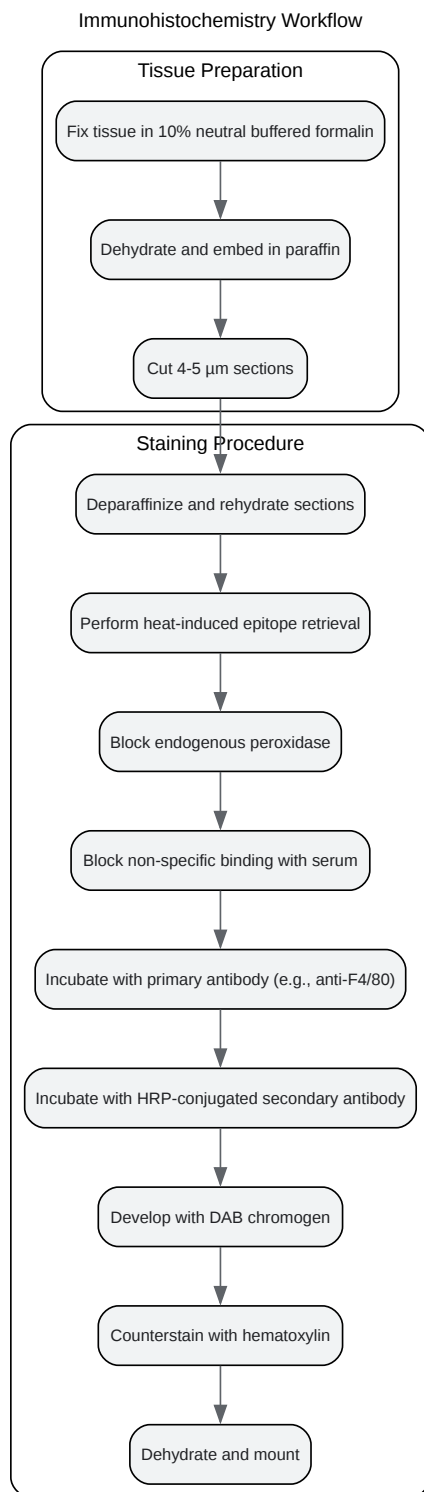 Immunohistochemistry Workflow
Tissue Preparation
Fix tissue in 10% neutral buffered formalin
Dehydrate and embed in paraffin
Cut 4-5 µm sections
Staining Procedure
Deparaffinize and rehydrate sections
Perform heat-induced epitope retrieval
Block endogenous peroxidase
Block non-specific binding with serum
Incubate with primary antibody (e.g., anti-F4/80)
Incubate with HRP-conjugated secondary antibody
Develop with DAB chromogen
Counterstain with hematoxylin
Dehydrate and mount